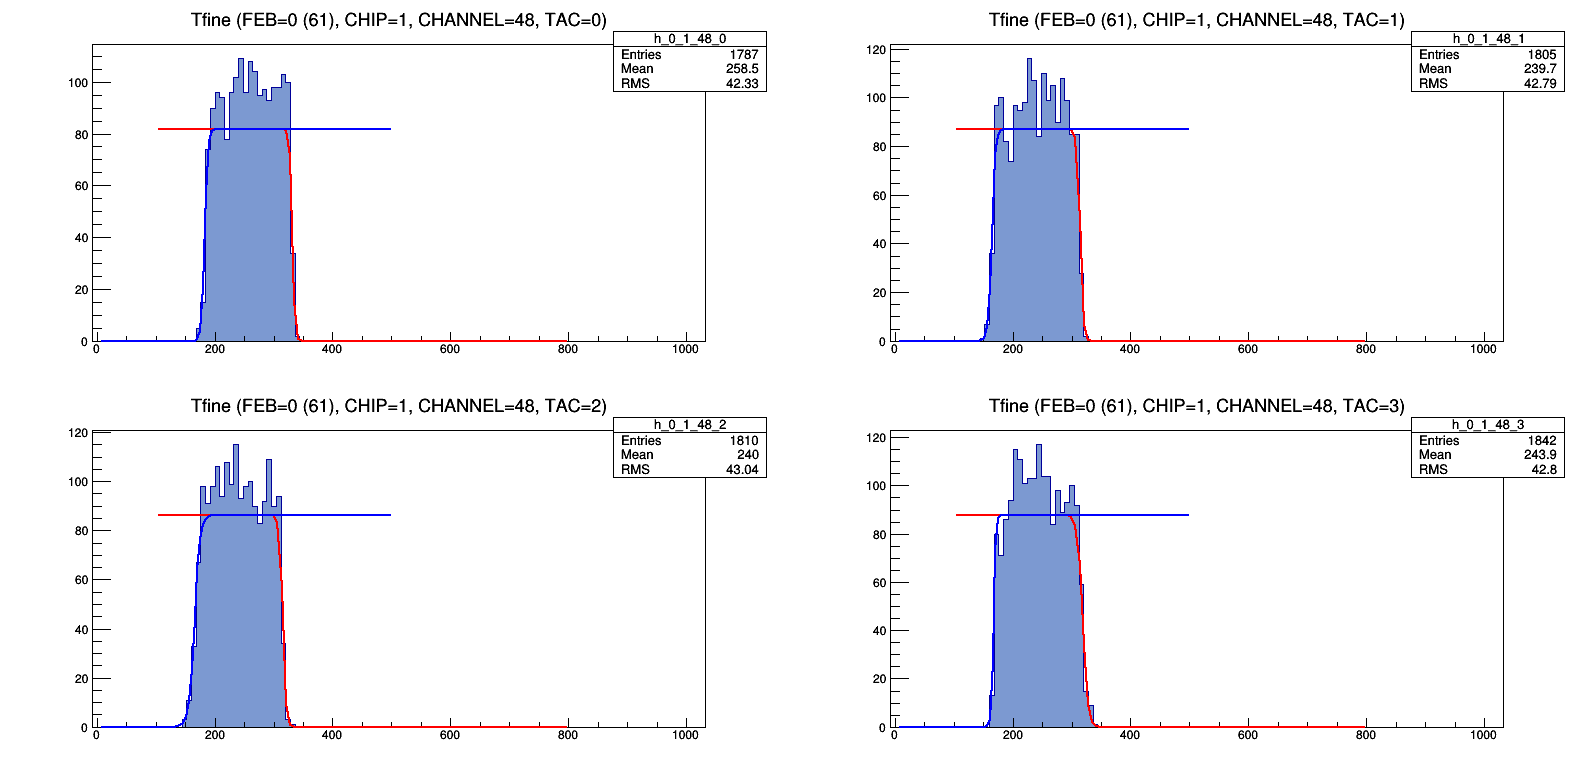 Tfine (FEB=0 (61), CHIP=1, CHANNEL=48, TAC=0)
h_0_1_48_0
Entries 1787
Mean 258.5
RMS 42.33
100
80
60
40
20
0
0 200 400 600 800 1000
Tfine (FEB=0 (61), CHIP=1, CHANNEL=48, TAC=1)
h_0_1_48_1
Entries 1805
Mean 239.7
RMS 42.79
120
100
80
60
40
20
0
0 200 400 600 800 1000
Tfine (FEB=0 (61), CHIP=1, CHANNEL=48, TAC=2)
h_0_1_48_2
Entries 1810
Mean 240
RMS 43.04
120
100
80
60
40
20
0
0 200 400 600 800 1000
Tfine (FEB=0 (61), CHIP=1, CHANNEL=48, TAC=3)
h_0_1_48_3
Entries 1842
Mean 243.9
RMS 42.8
120
100
80
60
40
20
0
0 200 400 600 800 1000